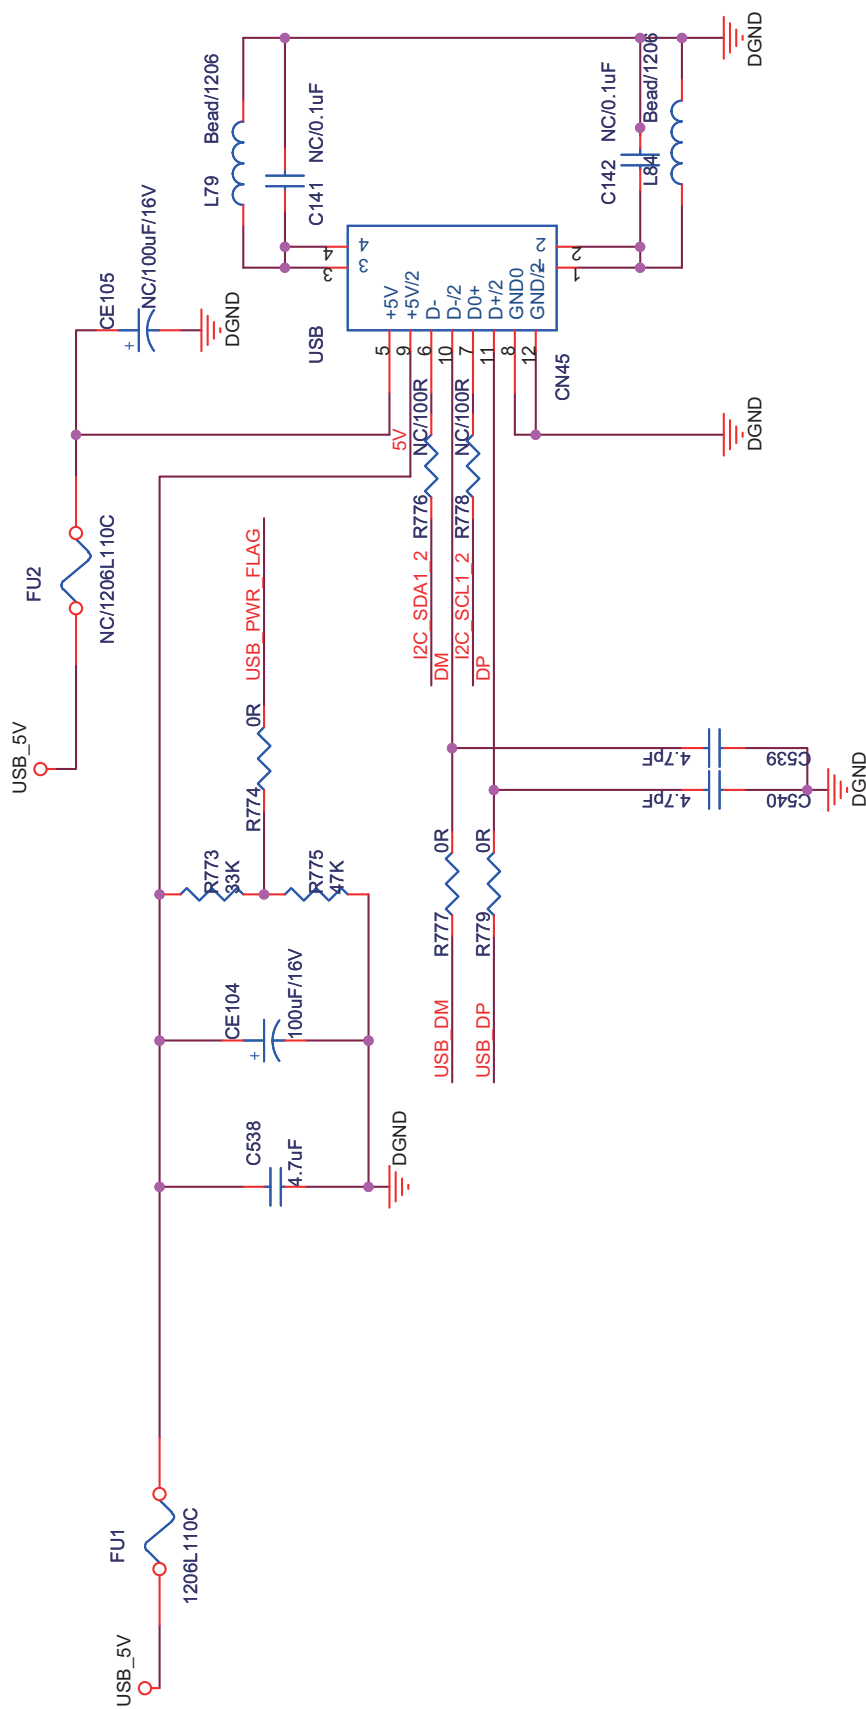 USB_5V
FU1
1206L110C
C538
4.7uF
DGND
CE104
100uF/16V
+
R773
33K
R775
47K
R774
0R
USB_PWR_FLAG
USB_5V
FU2
NC/1206L110C
CE105
NC/100uF/16V
+
DGND
USB_DM
R777
0R
USB_DP
R779
0R
4.7pF
C539
4.7pF
C540
DGND
I2C_SDA1_2
R776
NC/100R
DM
I2C_SCL1_2
R778
NC/100R
DP
5V
USB
CN45
5
+5V
9
+5V/2
6
D-
10
D-/2
7
D0+
11
D+/2
8
GND0
12
GND/2
3
3
4
4
1
2
2
DGND
L79
Bead/1206
C141
NC/0.1uF
C142
NC/0.1uF
L84
Bead/1206
DGND